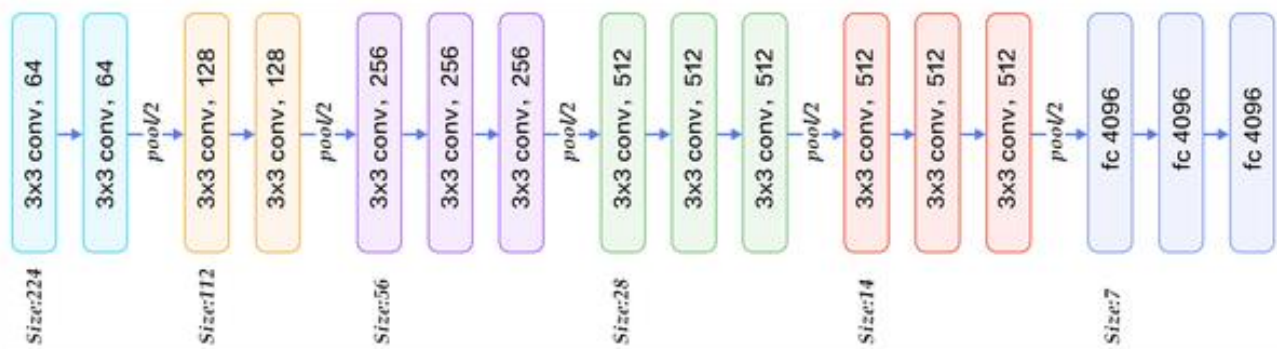 3x3 conv, 64
3x3 conv, 64
pool/2
3x3 conv, 128
3x3 conv, 128
pool/2
3x3 conv, 256
3x3 conv, 256
3x3 conv, 256
pool/2
3x3 conv, 512
3x3 conv, 512
3x3 conv, 512
pool/2
3x3 conv, 512
3x3 conv, 512
3x3 conv, 512
pool/2
fc 4096
fc 4096
fc 4096
Size:224
Size:112
Size:56
Size:28
Size:14
Size:7